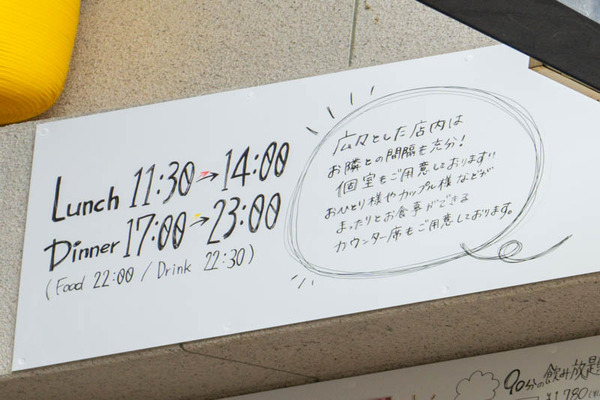 Lunch 11:30→14:00
Dinner 17:00→23:00
(Food 22:00 / Drink 22:30)
広々とした店内は
お隣との間隔も充分!
個室もご用意しております!!
おひとり様やカップル様などが
まったりとお食事ができる
カウンター席もご用意しております。
90分の飲み放題
¥1,780